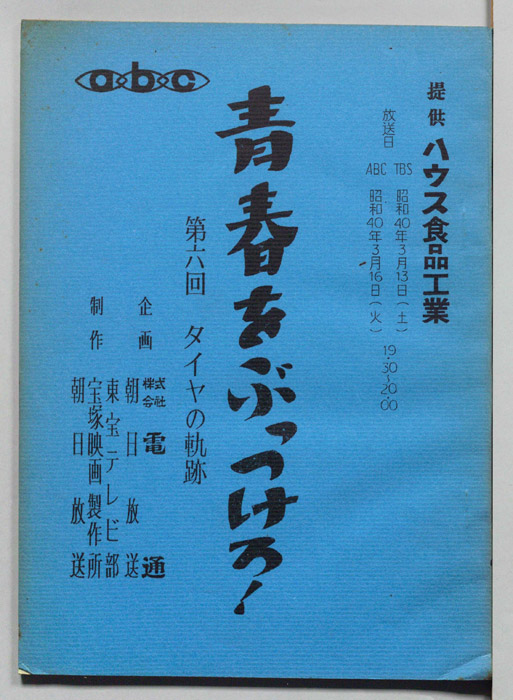 提供 ハウス食品工業
放送日
TBS 昭和40年3月13日（土）
ABC 昭和40年3月16日（火）
19.30~20.00
abc
青春をぶっつけろ！
第六回 タイヤの軌跡
企画
株式会社 電通
朝日放送
制作
東宝テレビ部
宝塚映画製作所
朝日放送